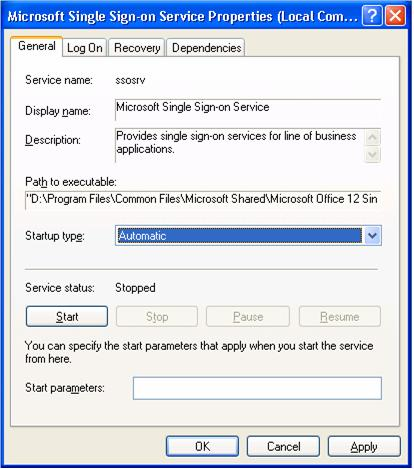 Microsoft Single Sign-on Service Properties (Local Com...
General Log On Recovery Dependencies
Service name: ssosrv
Display name: Microsoft Single Sign-on Service
Description: Provides single sign-on services for line of business
applications.
Path to executable:
"D:\Program Files\Common Files\Microsoft Shared\Microsoft Office 12 Sin
Startup type: Automatic
Service status: Stopped
Start Stop Pause Resume
You can specify the start parameters that apply when you start the service
from here.
Start parameters:
OK Cancel Apply